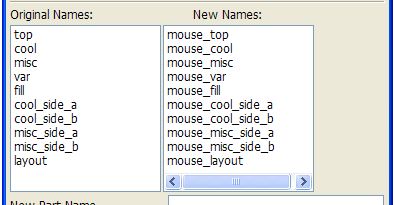 Original Names: New Names:
top mouse_top
cool mouse_cool
misc mouse_misc
var mouse_var
fill mouse_fill
cool_side_a mouse_cool_side_a
cool_side_b mouse_cool_side_b
misc_side_a mouse_misc_side_a
misc_side_b mouse_misc_side_b
layout mouse_layout
New Part Name